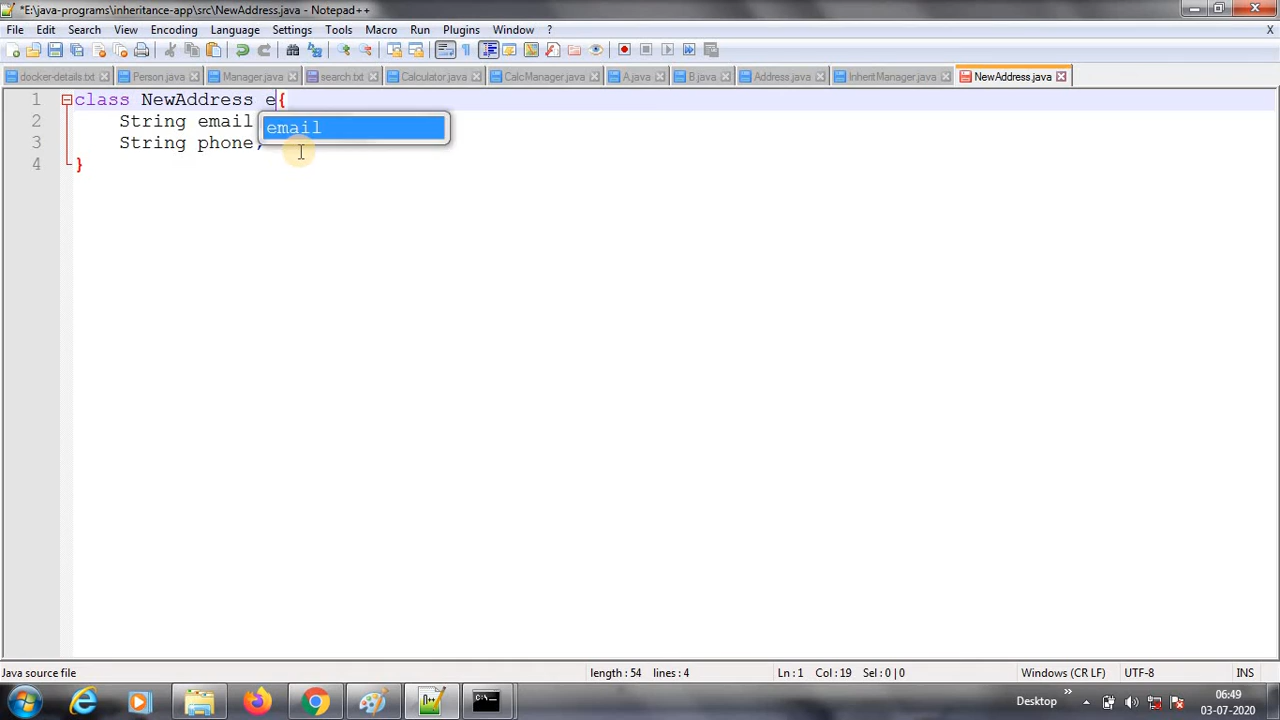 *E:\java-programs\inheritance-app\src\NewAddress.java - Notepad++
File Edit Search View Encoding Language Settings Tools Macro Run Plugins Window ? X
docker-details.txt Person.java Manager.java search.txt Calculator.java CalcManager.java A.java B.java Address.java InheritManager.java NewAddress.java
1 class NewAddress e{
2 String email
email
3 String phone;
4 }
Java source file length : 54 lines : 4 Ln : 1 Col : 19 Sel : 0 | 0 Windows (CR LF) UTF-8 INS
Desktop » 06:49
03-07-2020